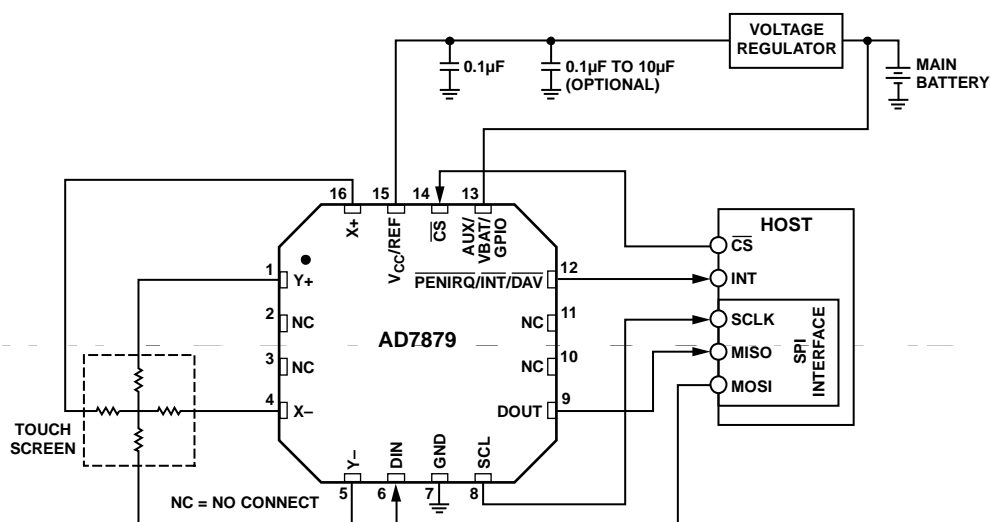 VOLTAGE
REGULATOR
0.1µF
0.1µF TO 10µF
(OPTIONAL)
MAIN
BATTERY
16
15
14
13
X+
VCC/REF
CS
AUX/
VBAT/
GPIO
HOST
CS
INT
SCLK
MISO
MOSI
SPI
INTERFACE
1
Y+
2
NC
3
NC
4
X–
AD7879
PENIRQ/INT/DAV
12
NC
11
NC
10
DOUT
9
TOUCH
SCREEN
Y–
DIN
GND
SCL
5
6
7
8
NC = NO CONNECT